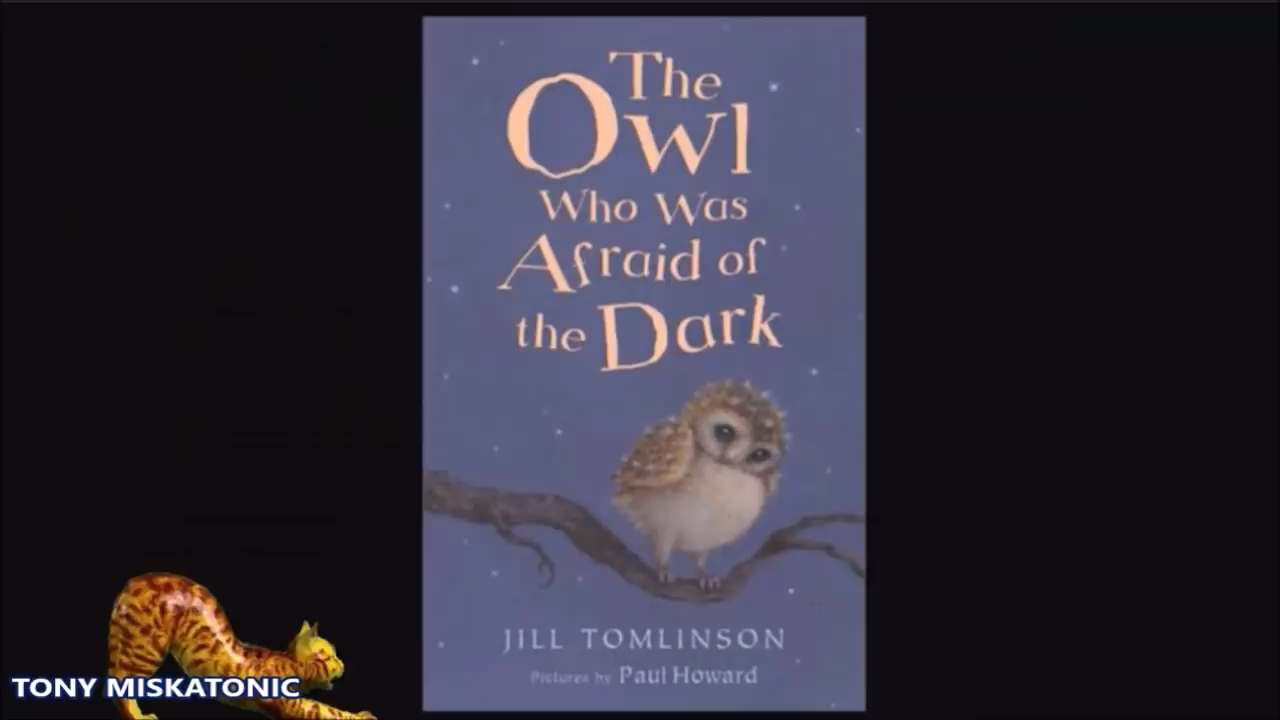 The
Owl
Who Was
Afraid of
the Dark
JILL TOMLINSON
Pictures by Paul Howard
TONY MISKATONIC